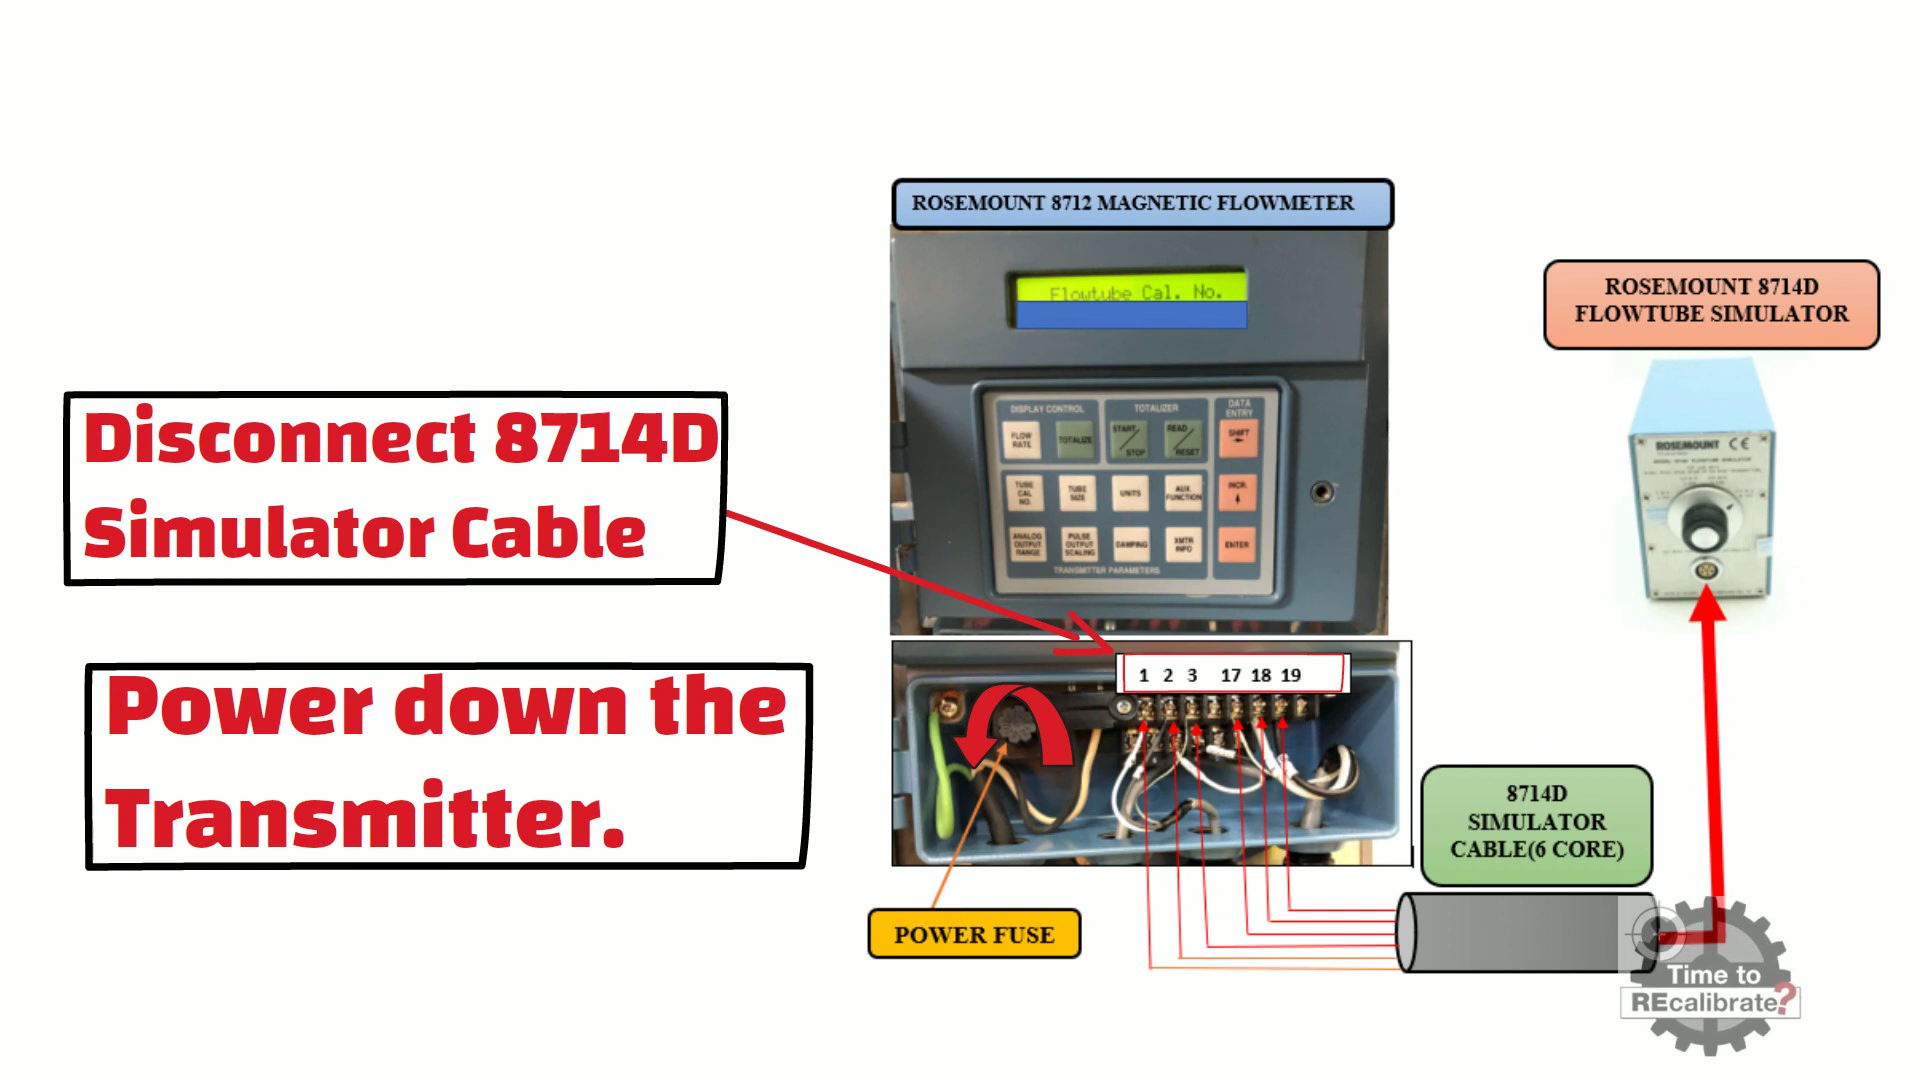 ROSEMOUNT 8712 MAGNETIC FLOWMETER
Flowtube Cal. No.
ROSEMOUNT 8714D
FLOWTUBE SIMULATOR
Disconnect 8714D
Simulator Cable
Power down the
Transmitter.
DISPLAY CONTROL
TOTALIZER
DATA
ENTRY
FLOW
RATE
TOTALIZE
START
STOP
READ
RESET
SHIFT
TUBE
CAL
NO.
TUBE
SIZE
UNITS
AUX.
FUNCTION
INCR.
ANALOG
OUTPUT
RANGE
PULSE
OUTPUT
SCALING
DAMPING
XMTR
INFO
ENTER
TRANSMITTER PARAMETERS
ROSEMOUNT CE
1 2 3 17 18 19
8714D
SIMULATOR
CABLE(6 CORE)
POWER FUSE
Time to
REcalibrate?